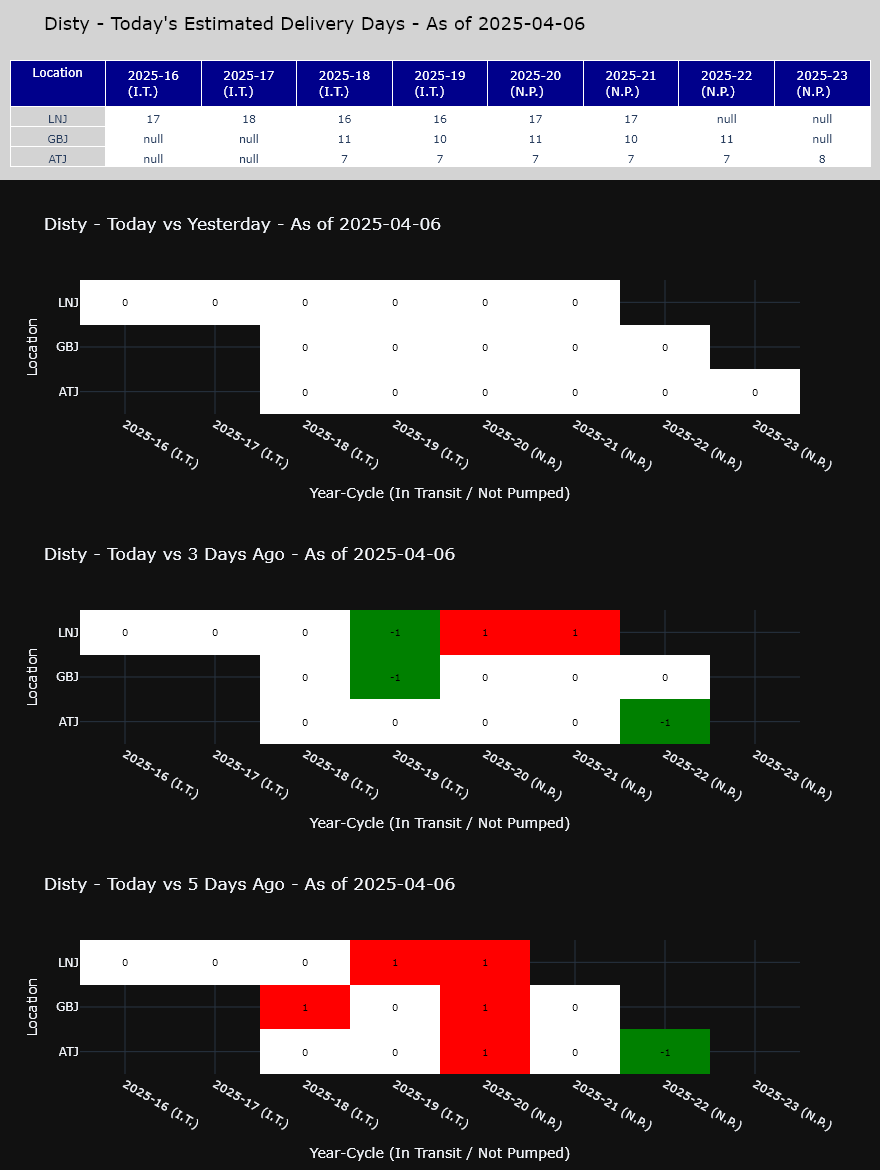 Disty - Today's Estimated Delivery Days - As of 2025-04-06
Location 2025-16 (I.T.) 2025-17 (I.T.) 2025-18 (I.T.) 2025-19 (I.T.) 2025-20 (N.P.) 2025-21 (N.P.) 2025-22 (N.P.) 2025-23 (N.P.)
LNJ 17 18 16 16 17 17 null null
GBJ null null 11 10 11 10 11 null
ATJ null null 7 7 7 7 7 8
Disty - Today vs Yesterday - As of 2025-04-06
Location
LNJ 0 0 0 0 0 0
GBJ 0 0 0 0 0
ATJ 0 0 0 0 0 0
2025-16 (I.T.) 2025-17 (I.T.) 2025-18 (I.T.) 2025-19 (I.T.) 2025-20 (N.P.) 2025-21 (N.P.) 2025-22 (N.P.) 2025-23 (N.P.)
Year-Cycle (In Transit / Not Pumped)
Disty - Today vs 3 Days Ago - As of 2025-04-06
Location
LNJ 0 0 0 -1 1 1
GBJ 0 -1 0 0 0
ATJ 0 0 0 0 -1
2025-16 (I.T.) 2025-17 (I.T.) 2025-18 (I.T.) 2025-19 (I.T.) 2025-20 (N.P.) 2025-21 (N.P.) 2025-22 (N.P.) 2025-23 (N.P.)
Year-Cycle (In Transit / Not Pumped)
Disty - Today vs 5 Days Ago - As of 2025-04-06
Location
LNJ 0 0 0 1 1
GBJ 1 0 1 0
ATJ 0 0 1 0 -1
2025-16 (I.T.) 2025-17 (I.T.) 2025-18 (I.T.) 2025-19 (I.T.) 2025-20 (N.P.) 2025-21 (N.P.) 2025-22 (N.P.) 2025-23 (N.P.)
Year-Cycle (In Transit / Not Pumped)